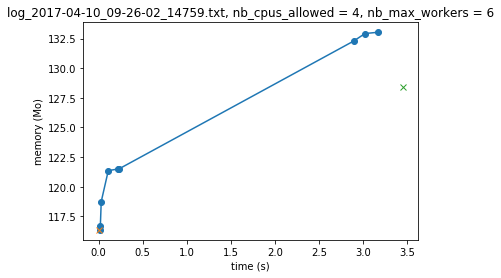 log_2017-04-10_09-26-02_14759.txt, nb_cpus_allowed = 4, nb_max_workers = 6
132.5
130.0
127.5
125.0
122.5
120.0
117.5
memory (Mo)
0.0 0.5 1.0 1.5 2.0 2.5 3.0 3.5
time (s)